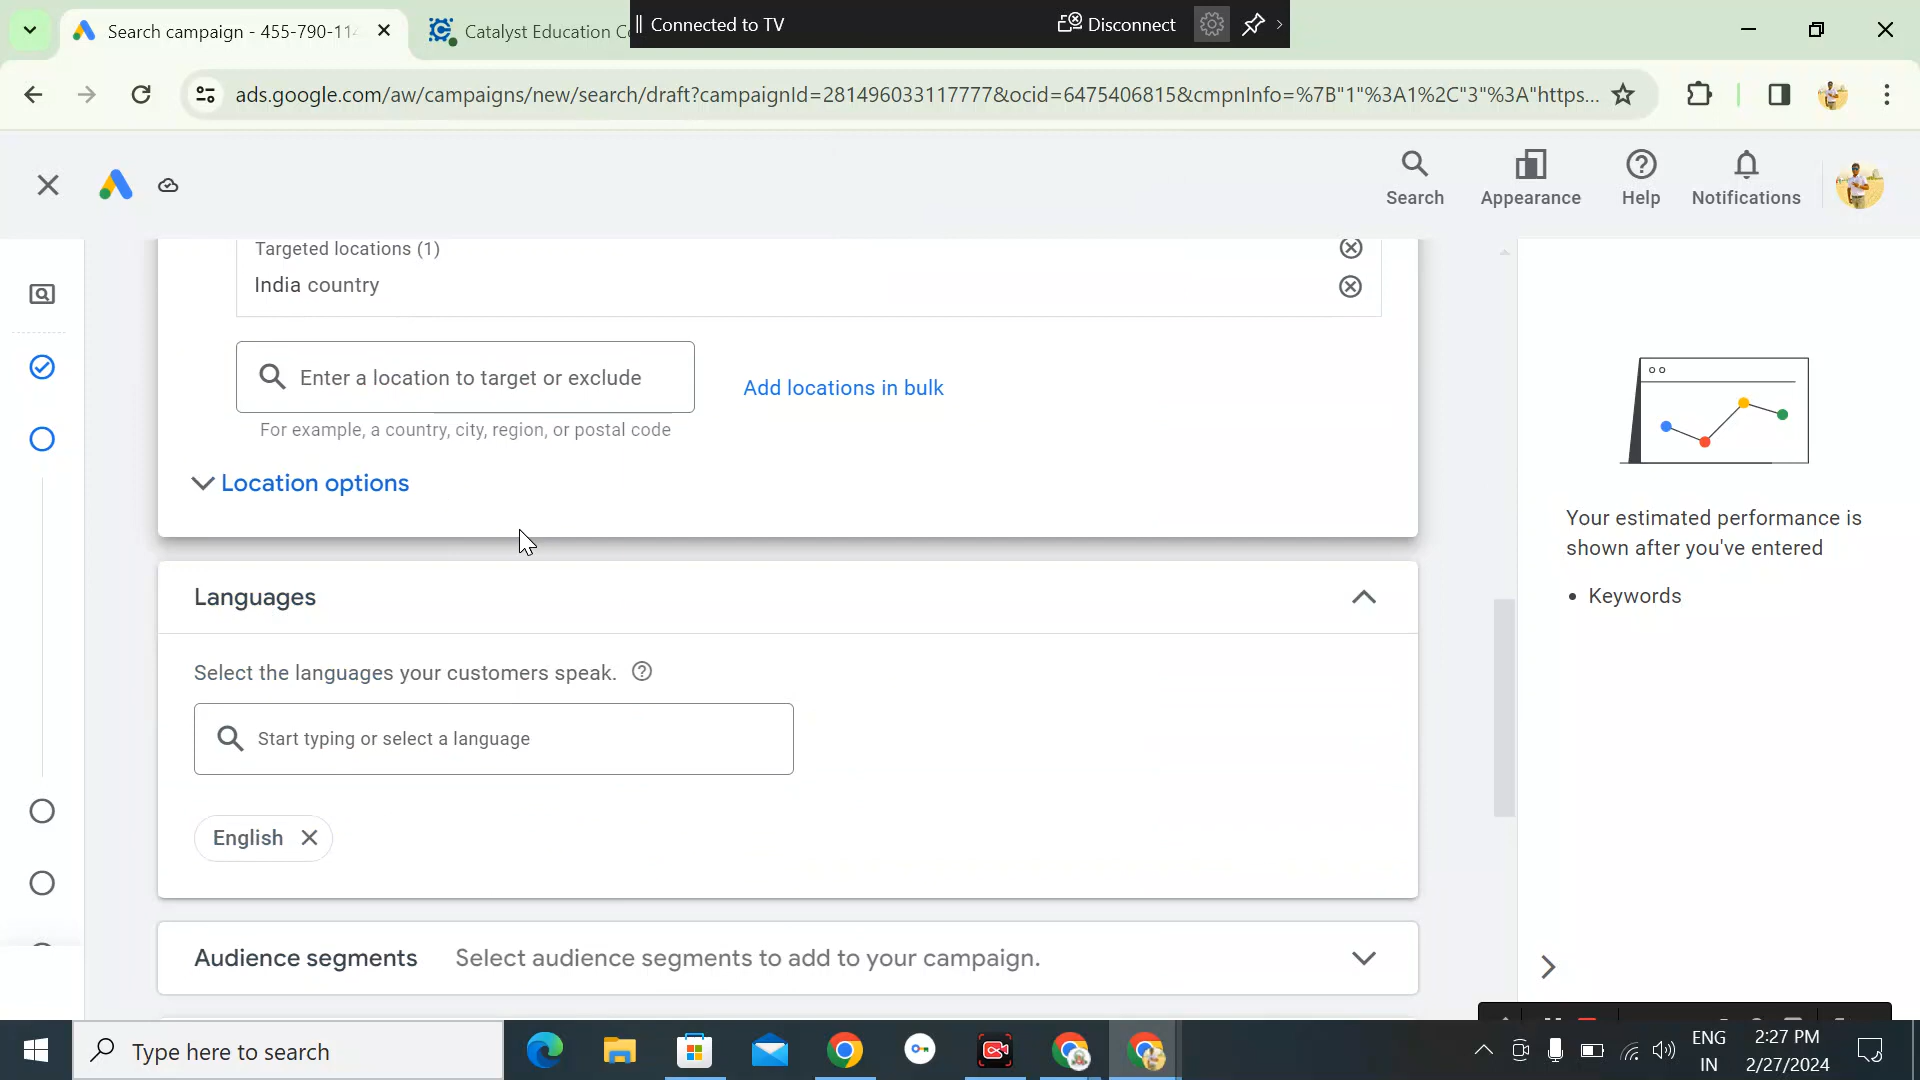 Search campaign - 455-790-114
Catalyst Education C
Connected to TV
Disconnect
ads.google.com/aw/campaigns/new/search/draft?campaignId=281496033117777&ocid=6475406815&cmpnInfo=%7B"1"%3A1%2C"3"%3A"https...
Search
Appearance
Help
Notifications
Targeted locations (1)
India country
Enter a location to target or exclude
Add locations in bulk
For example, a country, city, region, or postal code
Location options
Your estimated performance is
shown after you've entered
• Keywords
Languages
Select the languages your customers speak.
Start typing or select a language
English
Audience segments
Select audience segments to add to your campaign.
Type here to search
ENG
IN
2:27 PM
2/27/2024